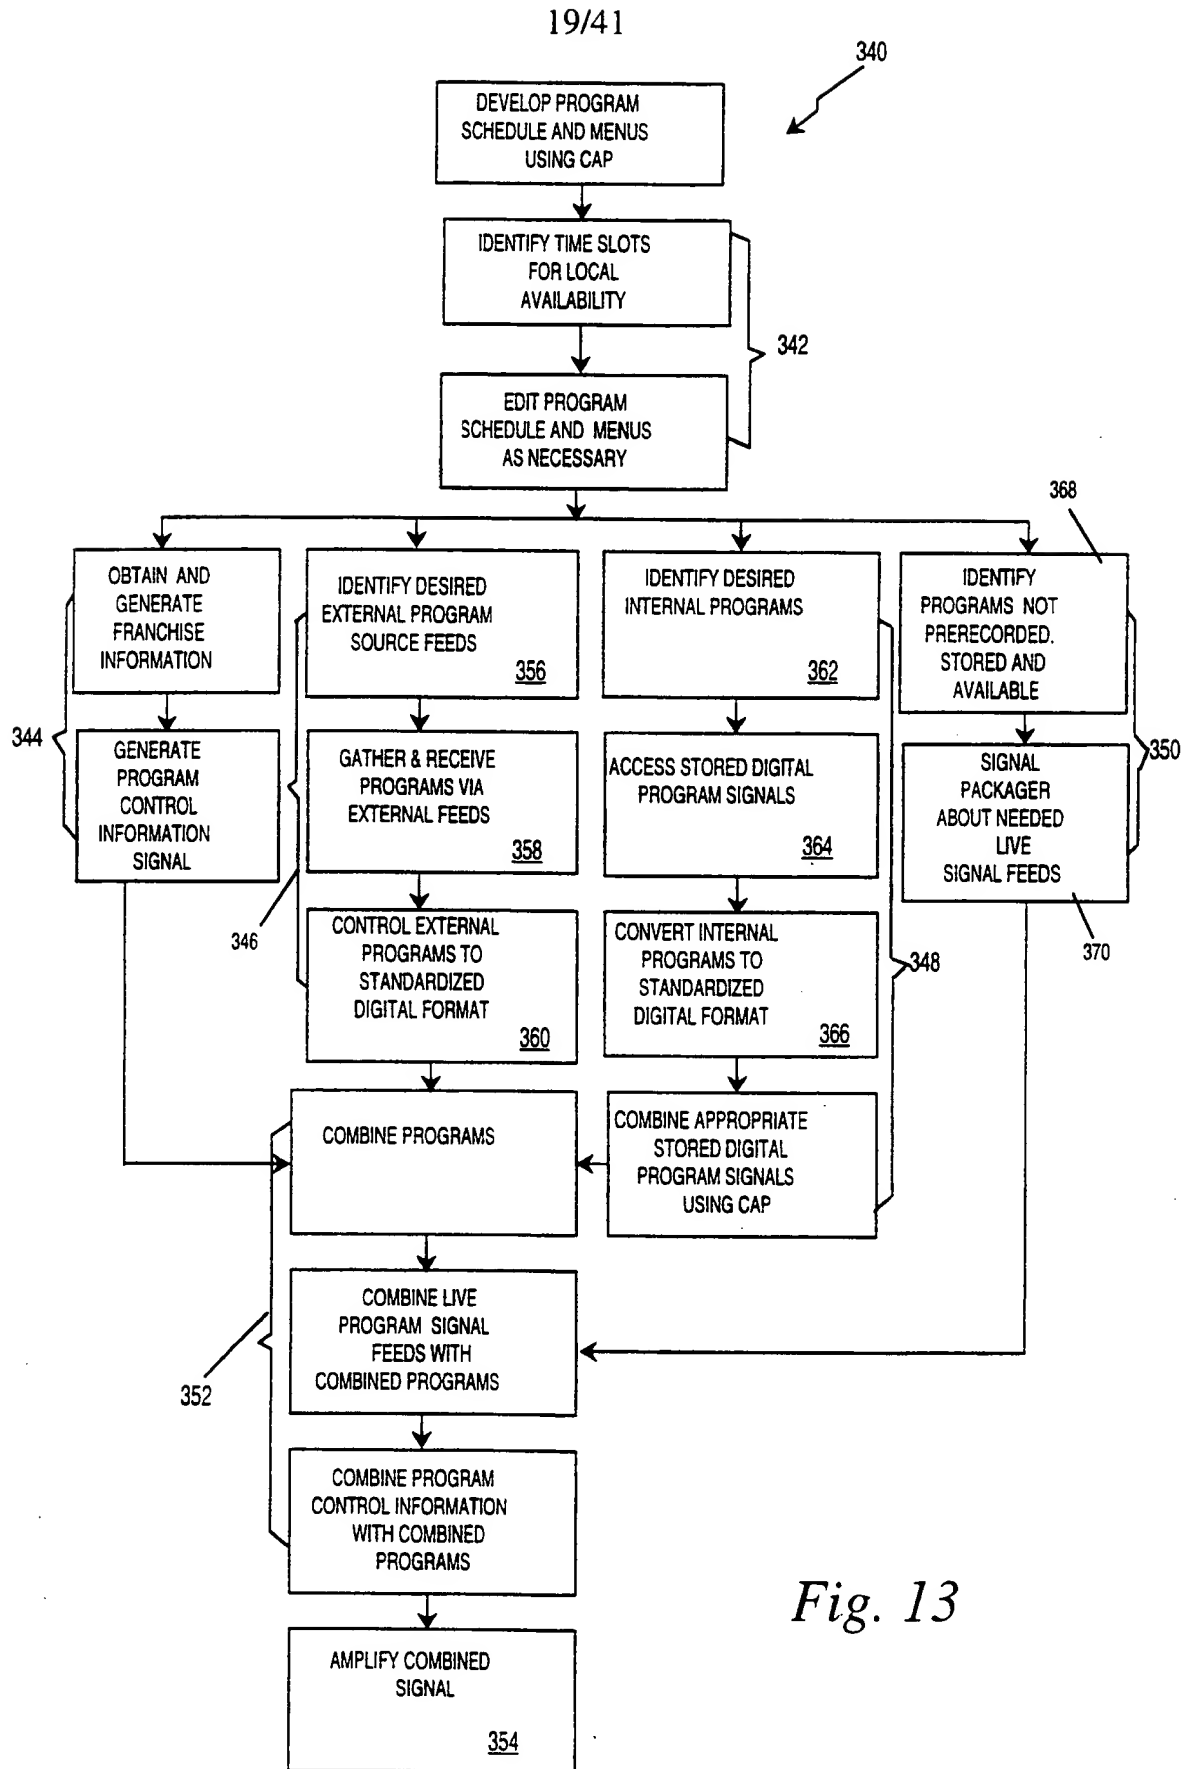 19/41
340
DEVELOP PROGRAM
SCHEDULE AND MENUS
USING CAP
IDENTIFY TIME SLOTS
FOR LOCAL
AVAILABILITY
342
EDIT PROGRAM
SCHEDULE AND MENUS
AS NECESSARY
368
OBTAIN AND
GENERATE
FRANCHISE
INFORMATION
IDENTIFY DESIRED
EXTERNAL PROGRAM
SOURCE FEEDS
356
IDENTIFY DESIRED
INTERNAL PROGRAMS
362
IDENTIFY
PROGRAMS NOT
PRERECORDED.
STORED AND
AVAILABLE
344
350
GENERATE
PROGRAM
CONTROL
INFORMATION
SIGNAL
GATHER & RECEIVE
PROGRAMS VIA
EXTERNAL FEEDS
358
ACCESS STORED DIGITAL
PROGRAM SIGNALS
364
SIGNAL
PACKAGER
ABOUT NEEDED
LIVE
SIGNAL FEEDS
346
370
CONTROL EXTERNAL
PROGRAMS TO
STANDARDIZED
DIGITAL FORMAT
360
CONVERT INTERNAL
PROGRAMS TO
STANDARDIZED
DIGITAL FORMAT
366
348
COMBINE PROGRAMS
COMBINE APPROPRIATE
STORED DIGITAL
PROGRAM SIGNALS
USING CAP
COMBINE LIVE
PROGRAM SIGNAL
FEEDS WITH
COMBINED PROGRAMS
352
COMBINE PROGRAM
CONTROL INFORMATION
WITH COMBINED
PROGRAMS
Fig. 13
AMPLIFY COMBINED
SIGNAL
354